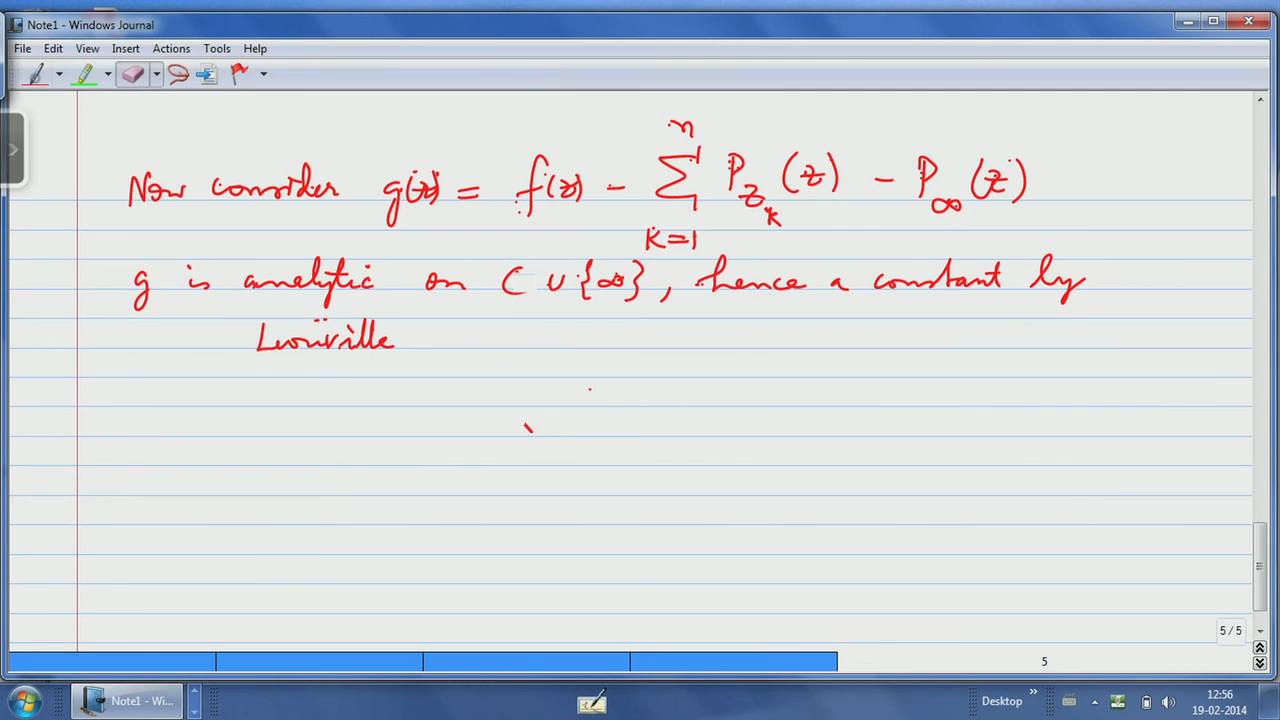 Note1 - Windows Journal
File Edit View Insert Actions Tools Help
Now consider g(z) = f(z) - \sum_{k=1}^{n} P_{z_k}(z) - P_∞(z)
g is analytic on C ∪ {∞}, hence a constant by
Liouville
5 / 5
5
Note1 - Wi...
Desktop
12:56
19-02-2014